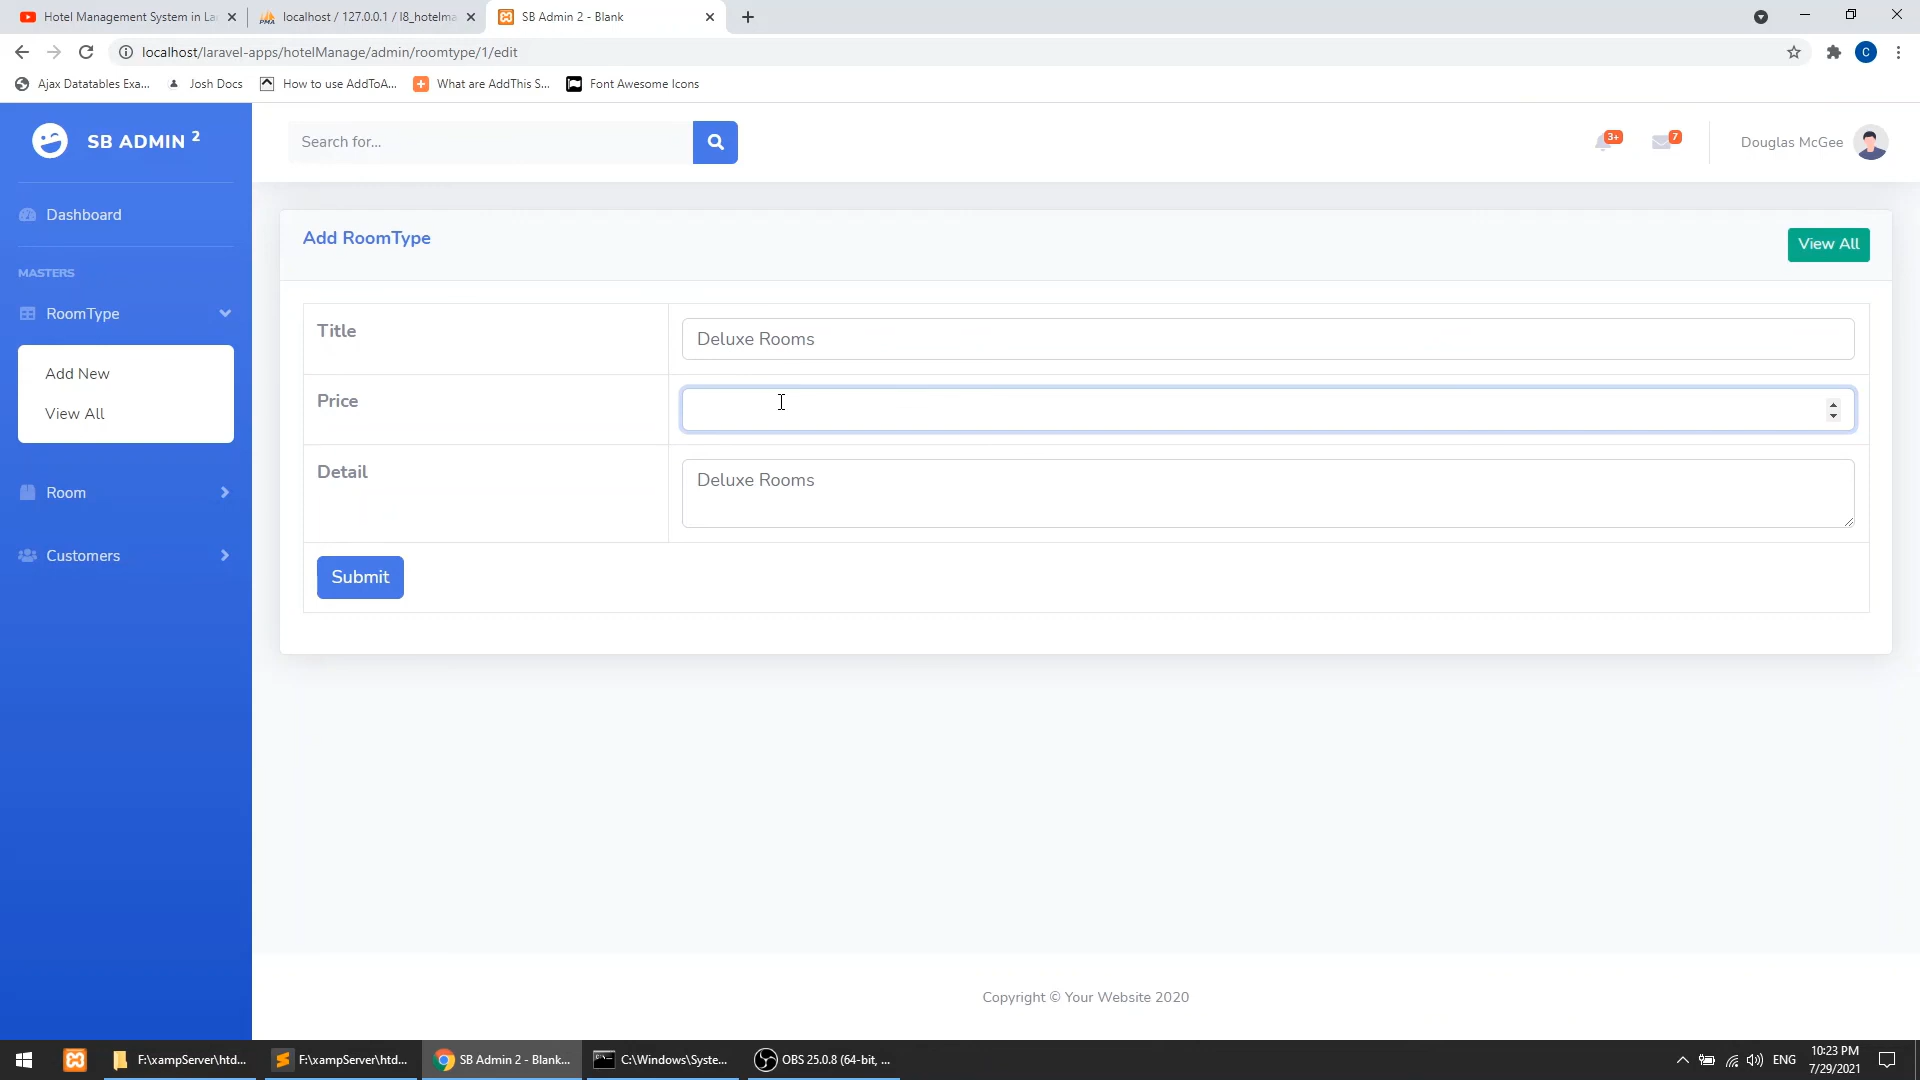 Hotel Management System in La
localhost / 127.0.0.1 / l8_hotelma
SB Admin 2 - Blank
localhost/laravel-apps/hotelManage/admin/roomtype/1/edit
C
Ajax Datatables Exa...
Josh Docs
How to use AddToA...
What are AddThis S...
Font Awesome Icons
SB ADMIN 2
Search for...
3+
7
Douglas McGee
Dashboard
MASTERS
RoomType
Add New
View All
Room
Customers
Add RoomType
View All
Title
Deluxe Rooms
Price
Detail
Deluxe Rooms
Submit
Copyright © Your Website 2020
F:\xampServer\htd...
F:\xampServer\htd...
SB Admin 2 - Blank...
C:\Windows\Syste...
OBS 25.0.8 (64-bit, ...
ENG
10:23 PM
7/29/2021